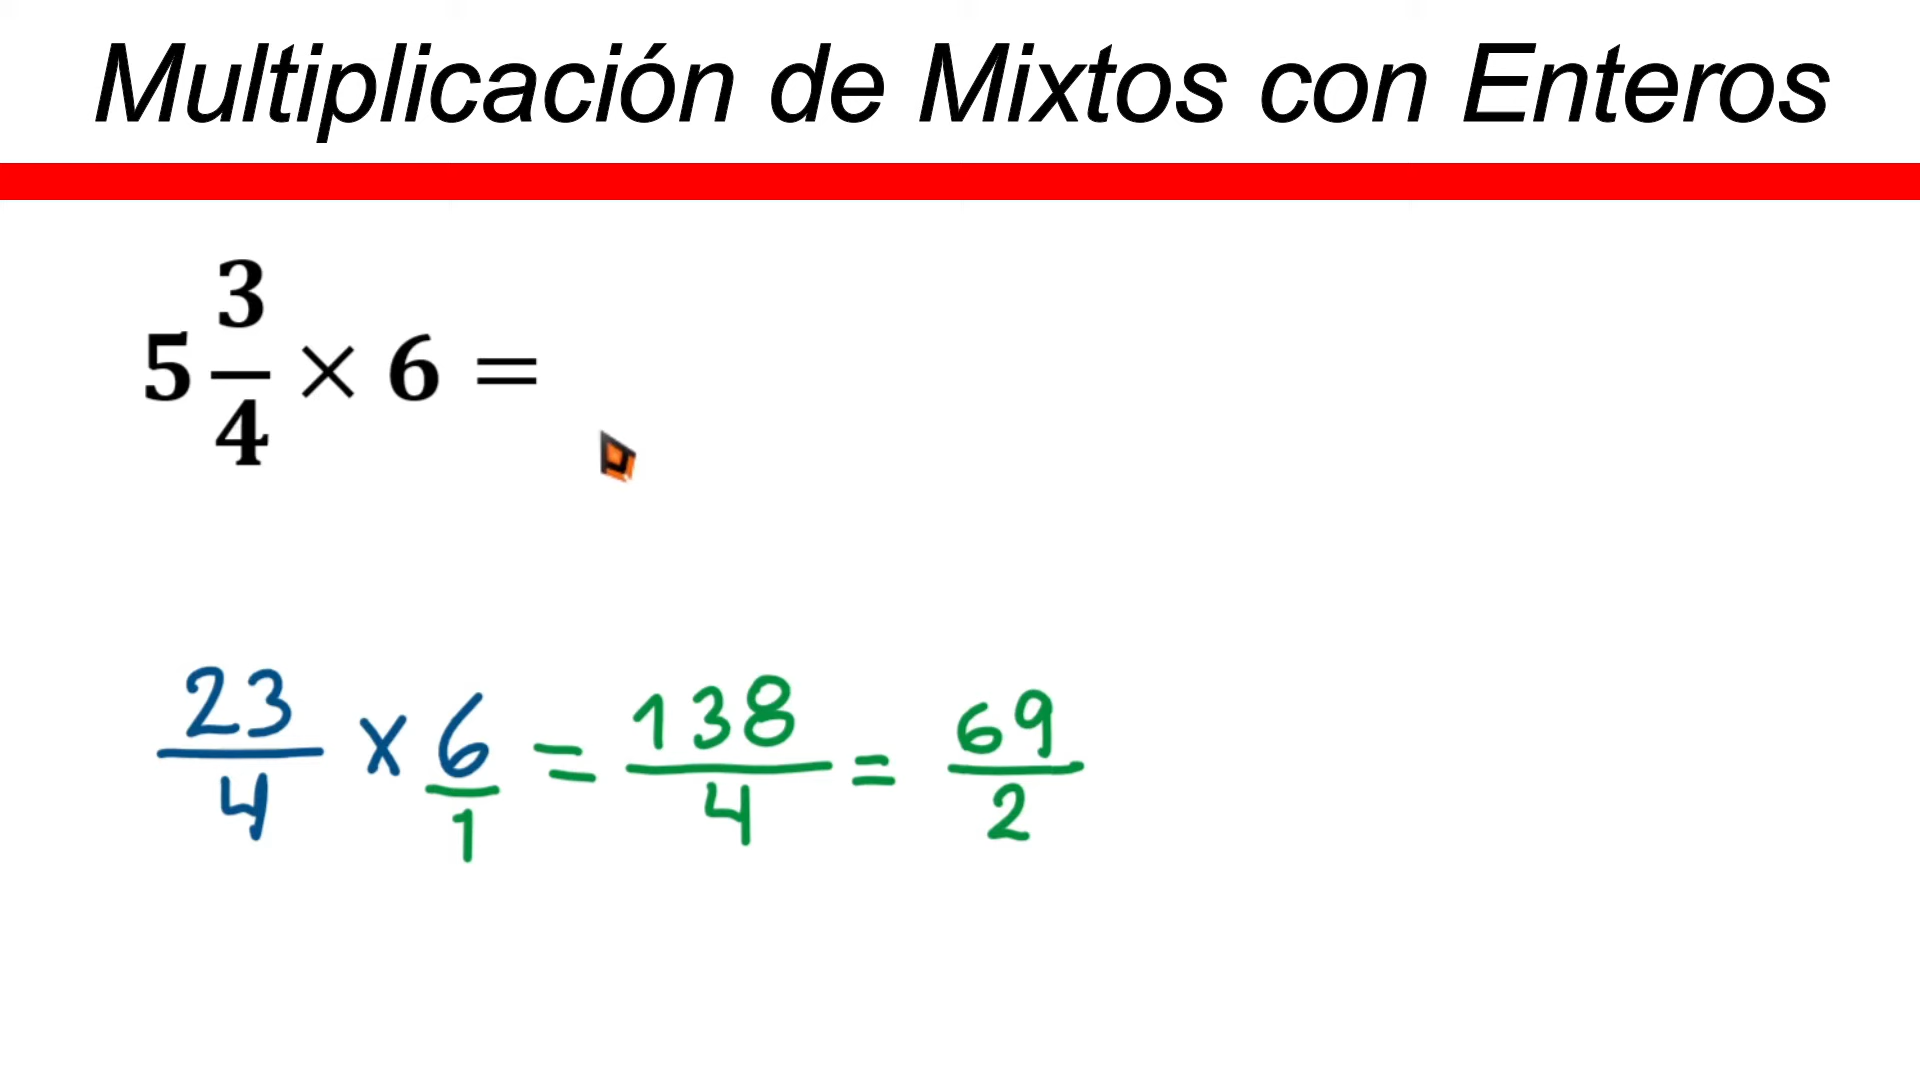 Multiplicación de Mixtos con Enteros
5 3/4 × 6 =
23/4 x 6/1 = 138/4 = 69/2